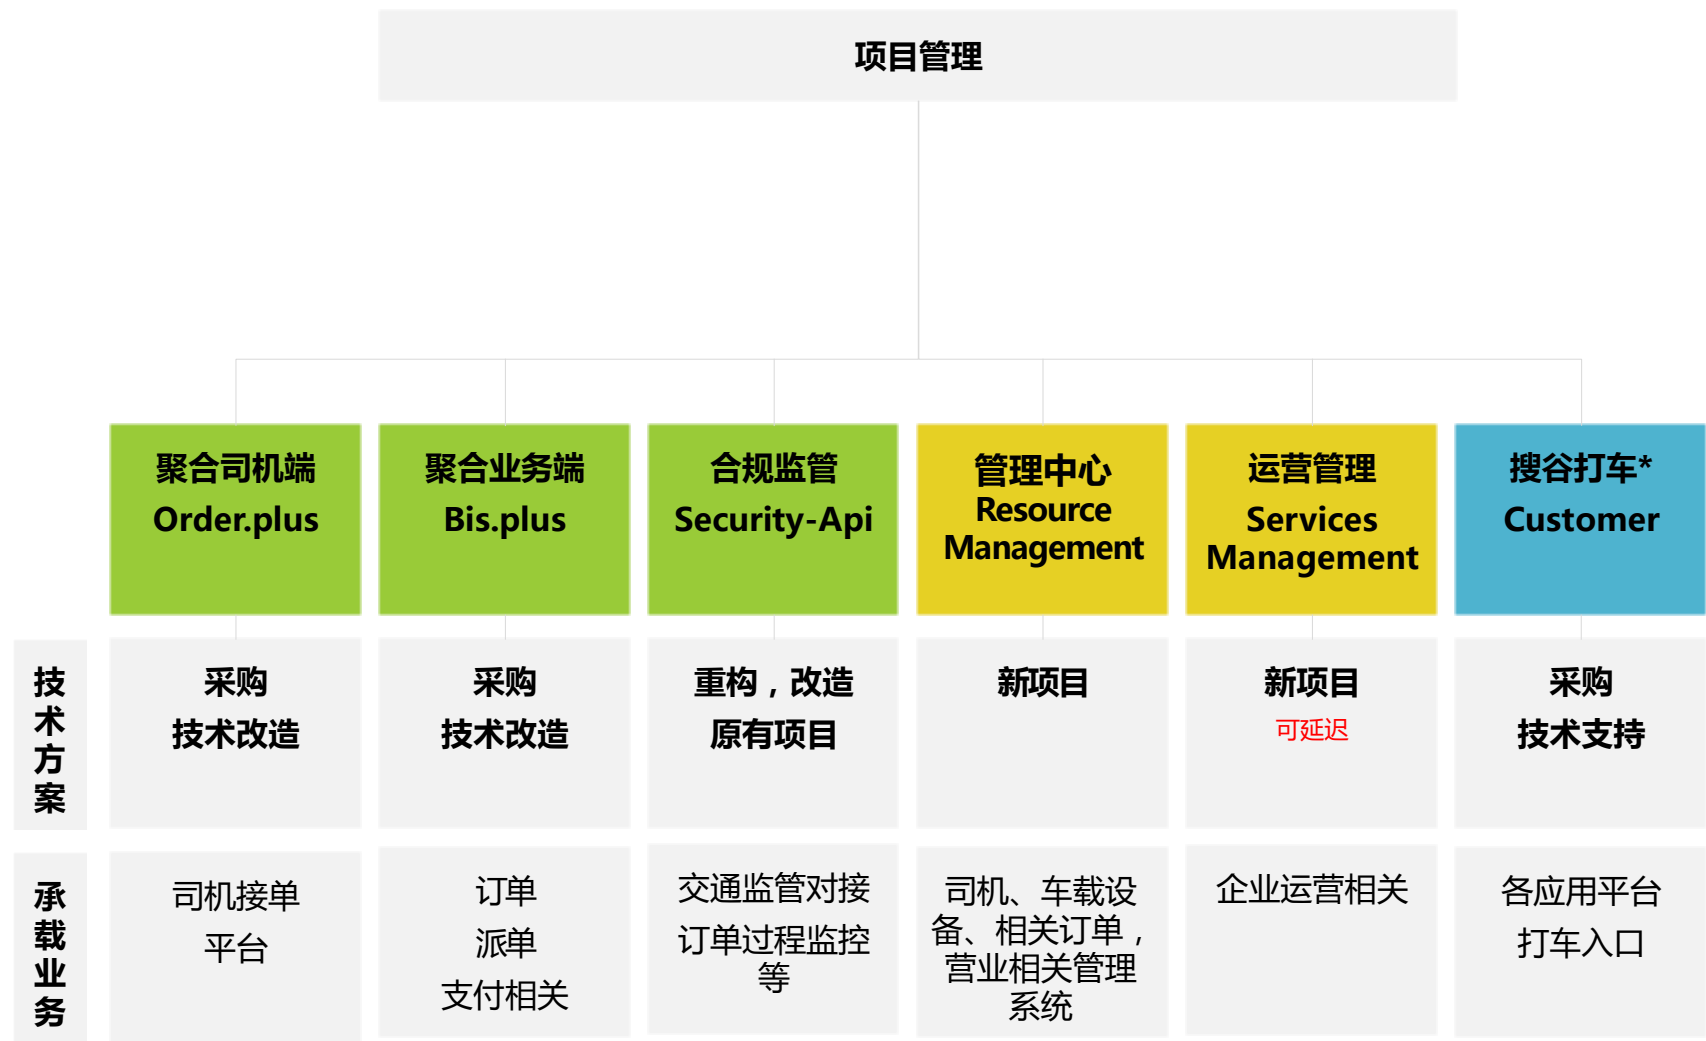 项目管理
聚合司机端
Order.plus
聚合业务端
Bis.plus
合规监管
Security-Api
管理中心
Resource
Management
运营管理
Services
Management
搜谷打车*
Customer
技
术
方
案
采购
技术改造
采购
技术改造
重构，改造
原有项目
新项目
新项目
可延迟
采购
技术支持
承
载
业
务
司机接单
平台
订单
派单
支付相关
交通监管对接
订单过程监控
等
司机、车载设
备、相关订单，
营业相关管理
系统
企业运营相关
各应用平台
打车入口